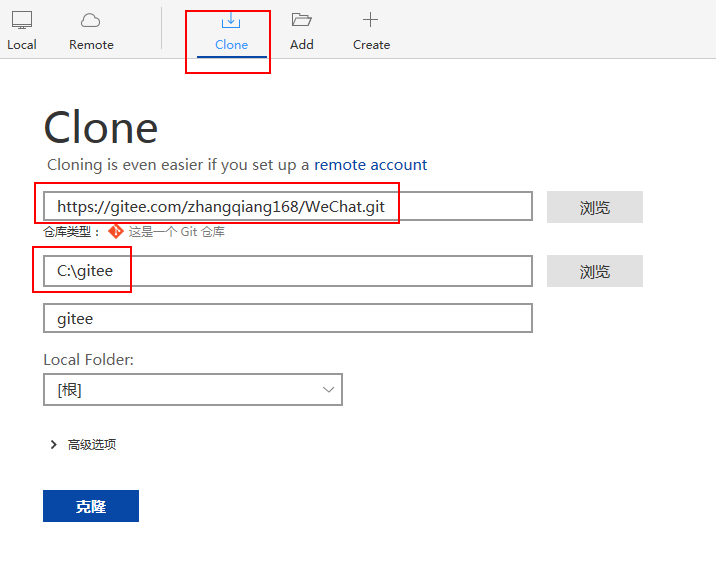 Local Remote Clone Add Create
Clone
Cloning is even easier if you set up a remote account
https://gitee.com/zhangqiang168/WeChat.git 浏览
仓库类型： 这是一个 Git 仓库
C:\gitee 浏览
gitee
Local Folder:
[根]
高级选项
克隆